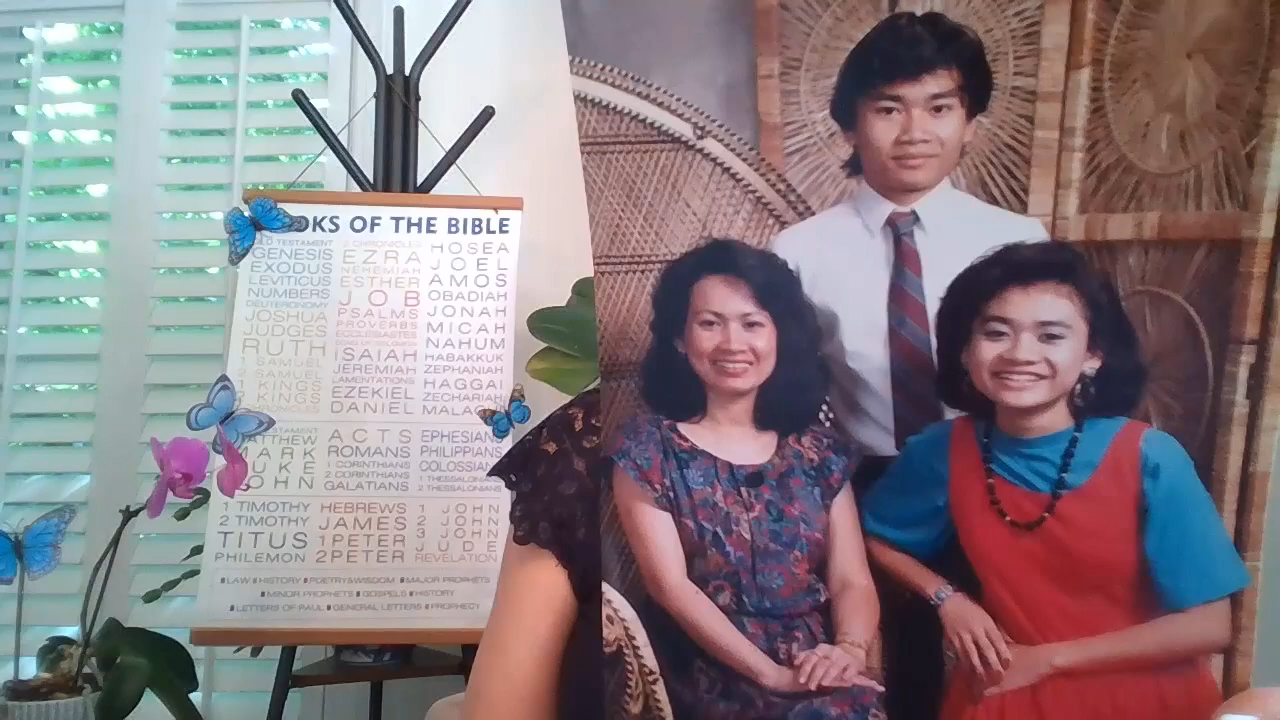 OKS OF THE BIBLE
OLD TESTAMENT
GENESIS
EXODUS
LEVITICUS
NUMBERS
DEUTERONOMY
JOSHUA
JUDGES
RUTH
1 SAMUEL
2 SAMUEL
1 KINGS
2 KINGS
2 CHRONICLES
EZRA
NEHEMIAH
ESTHER
JOB
PSALMS
PROVERBS
ECCLESIASTES
SONG OF SOLOMON
ISAIAH
JEREMIAH
LAMENTATIONS
EZEKIEL
DANIEL
HOSEA
JOEL
AMOS
OBADIAH
JONAH
MICAH
NAHUM
HABAKKUK
ZEPHANIAH
HAGGAI
ZECHARIAH
MALAC
TESTAMENT
ATTHEW
MARK
LUKE
JOHN
ACTS
ROMANS
1 CORINTHIANS
2 CORINTHIANS
GALATIANS
EPHESIANS
PHILIPPIANS
COLOSSIANS
1 THESSALONIANS
2 THESSALONIANS
1 TIMOTHY
2 TIMOTHY
TITUS
PHILEMON
HEBREWS
JAMES
1 PETER
2 PETER
1 JOHN
2 JOHN
3 JOHN
JUDE
REVELATION
LAW HISTORY POETRY&WISDOM MAJOR PROPHETS
MINOR PROPHETS GOSPELS HISTORY
LETTERS OF PAUL GENERAL LETTERS PROPHECY